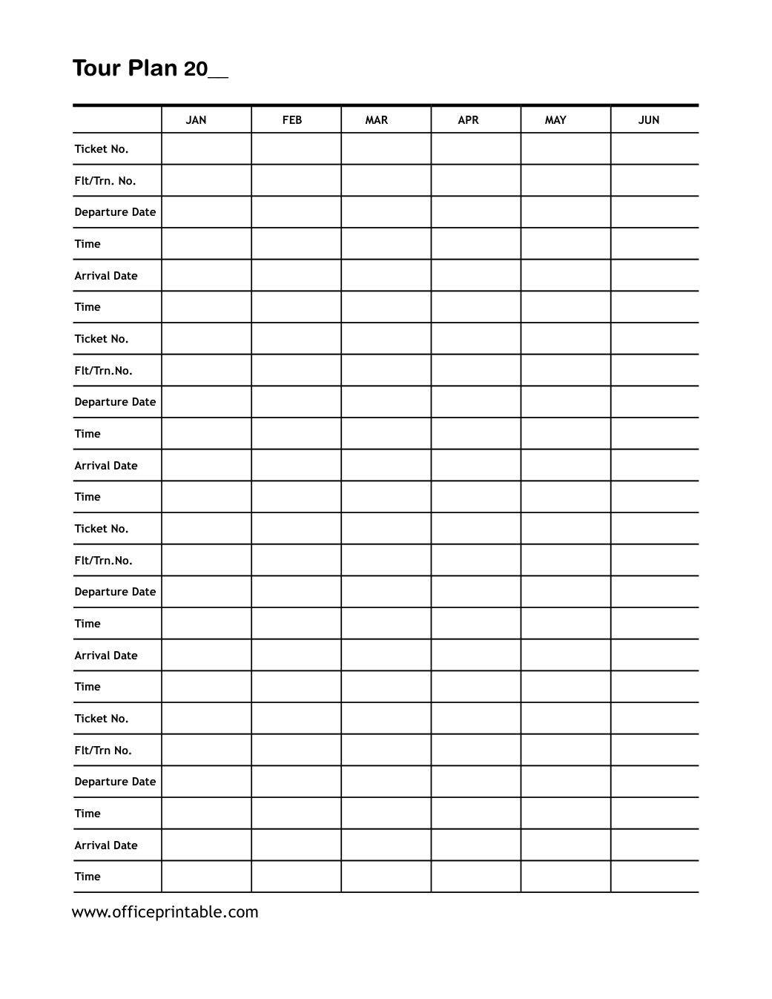 Tour Plan 20__
JAN FEB MAR APR MAY JUN
Ticket No.
Flt/Trn. No.
Departure Date
Time
Arrival Date
Time
Ticket No.
Flt/Trn.No.
Departure Date
Time
Arrival Date
Time
Ticket No.
Flt/Trn.No.
Departure Date
Time
Arrival Date
Time
Ticket No.
Flt/Trn No.
Departure Date
Time
Arrival Date
Time
www.officeprintable.com